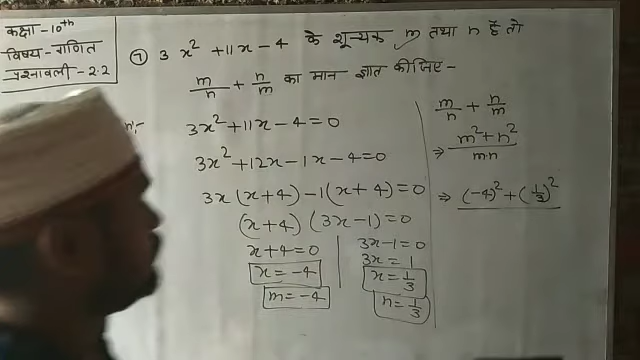 कक्षा - 10th
विषय - गणित
प्रश्नावली - 2.2
⑦ 3x² + 11x - 4 के शून्यक m तथा n हैं तो
m/n + n/m का मान ज्ञात कीजिए -
3x² + 11x - 4 = 0
3x² + 12x - 1x - 4 = 0
3x (x + 4) - 1 (x + 4) = 0
(x + 4) (3x - 1) = 0
x + 4 = 0
x = -4
m = -4
3x - 1 = 0
3x = 1
x = 1/3
n = 1/3
m/n + n/m
⇒ m² + n² / mn
⇒ (-4)² + (1/3)²